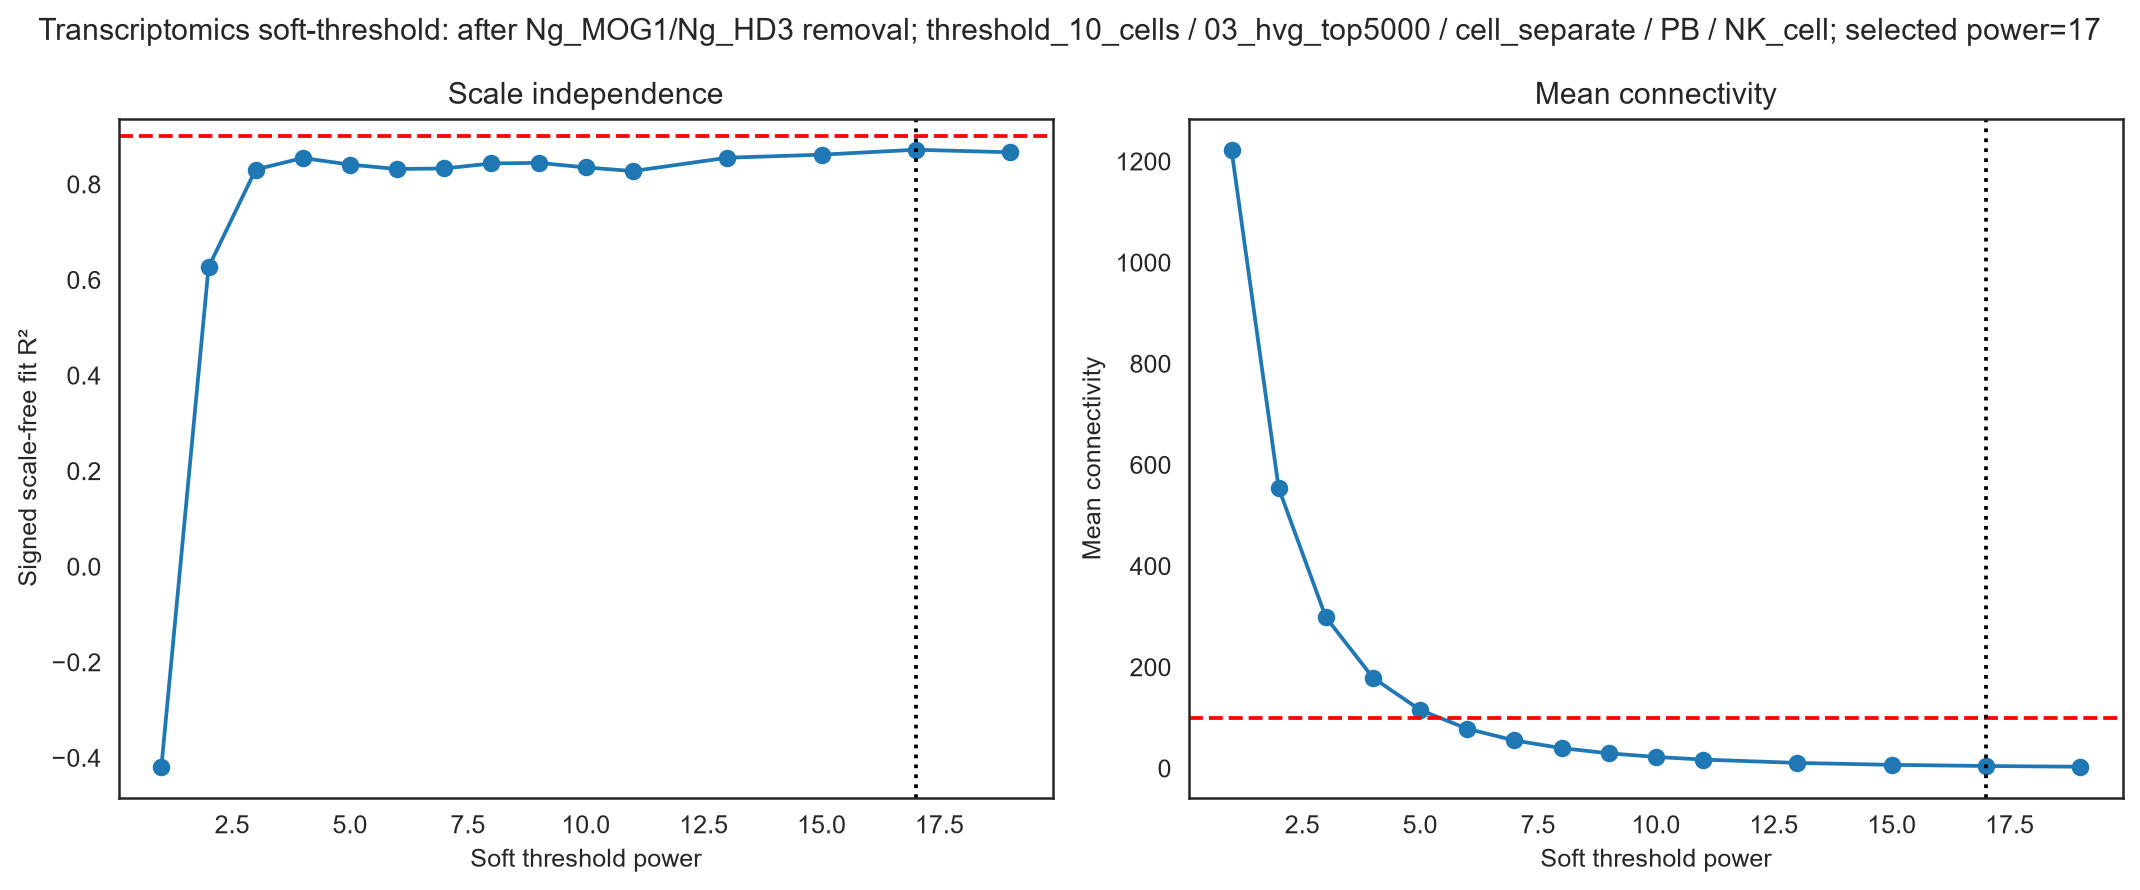 Transcriptomics soft-threshold: after Ng_MOG1/Ng_HD3 removal; threshold_10_cells / 03_hvg_top5000 / cell_separate / PB / NK_cell; selected power=17
Scale independence
Signed scale-free fit R²
0.8
0.6
0.4
0.2
0.0
−0.2
−0.4
2.5 5.0 7.5 10.0 12.5 15.0 17.5
Soft threshold power
Mean connectivity
Mean connectivity
1200
1000
800
600
400
200
0
2.5 5.0 7.5 10.0 12.5 15.0 17.5
Soft threshold power